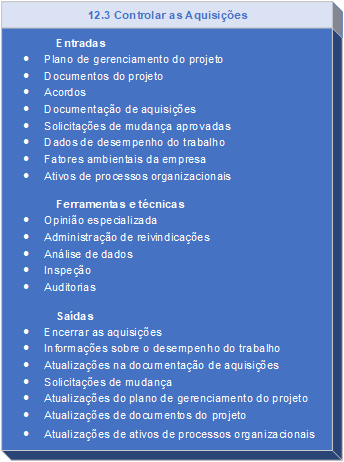 12.3 Controlar as Aquisições
Entradas
• Plano de gerenciamento do projeto
• Documentos do projeto
• Acordos
• Documentação de aquisições
• Solicitações de mudança aprovadas
• Dados de desempenho do trabalho
• Fatores ambientais da empresa
• Ativos de processos organizacionais
Ferramentas e técnicas
• Opinião especializada
• Administração de reivindicações
• Análise de dados
• Inspeção
• Auditorias
Saídas
• Encerrar as aquisições
• Informações sobre o desempenho do trabalho
• Atualizações na documentação de aquisições
• Solicitações de mudança
• Atualizações do plano de gerenciamento do projeto
• Atualizações de documentos do projeto
• Atualizações de ativos de processos organizacionais